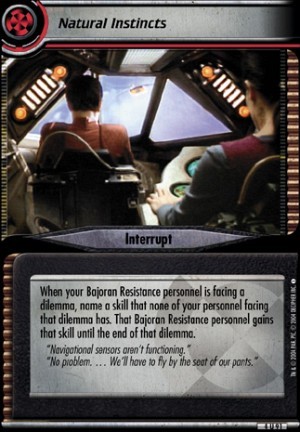 Natural Instincts
Interrupt
When your Bajoran Resistance personnel is facing a
dilemma, name a skill that none of your personnel facing
that dilemma has. That Bajoran Resistance personnel gains
that skill until the end of that dilemma.
"Navigational sensors aren't functioning."
"No problem. … We'll have to fly by the seat of our pants."